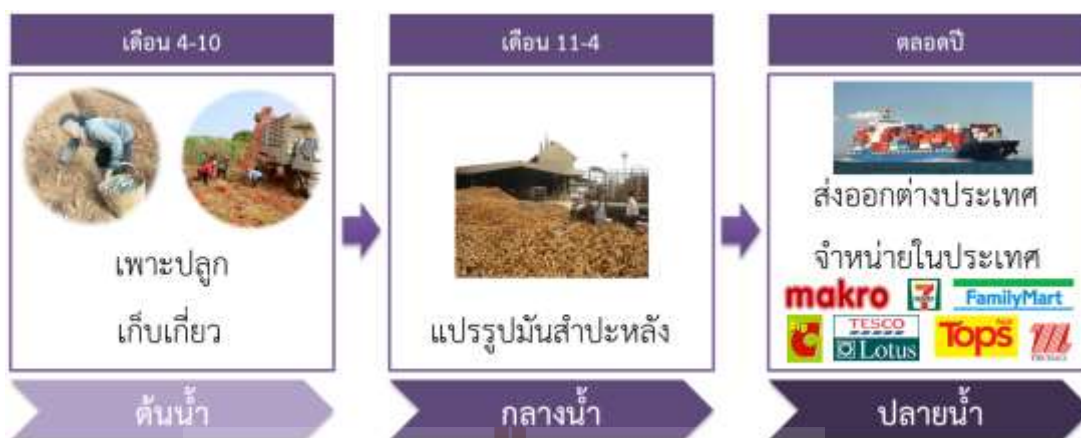 เดือน 4-10
เพาะปลูก
เก็บเกี่ยว
ต้นน้ำ
เดือน 11-4
แปรรูปมันสำปะหลัง
กลางน้ำ
ตลอดปี
ส่งออกต่างประเทศ
จำหน่ายในประเทศ
makro 7 FamilyMart
Big C TESCO Lotus Tops
ปลายน้ำ